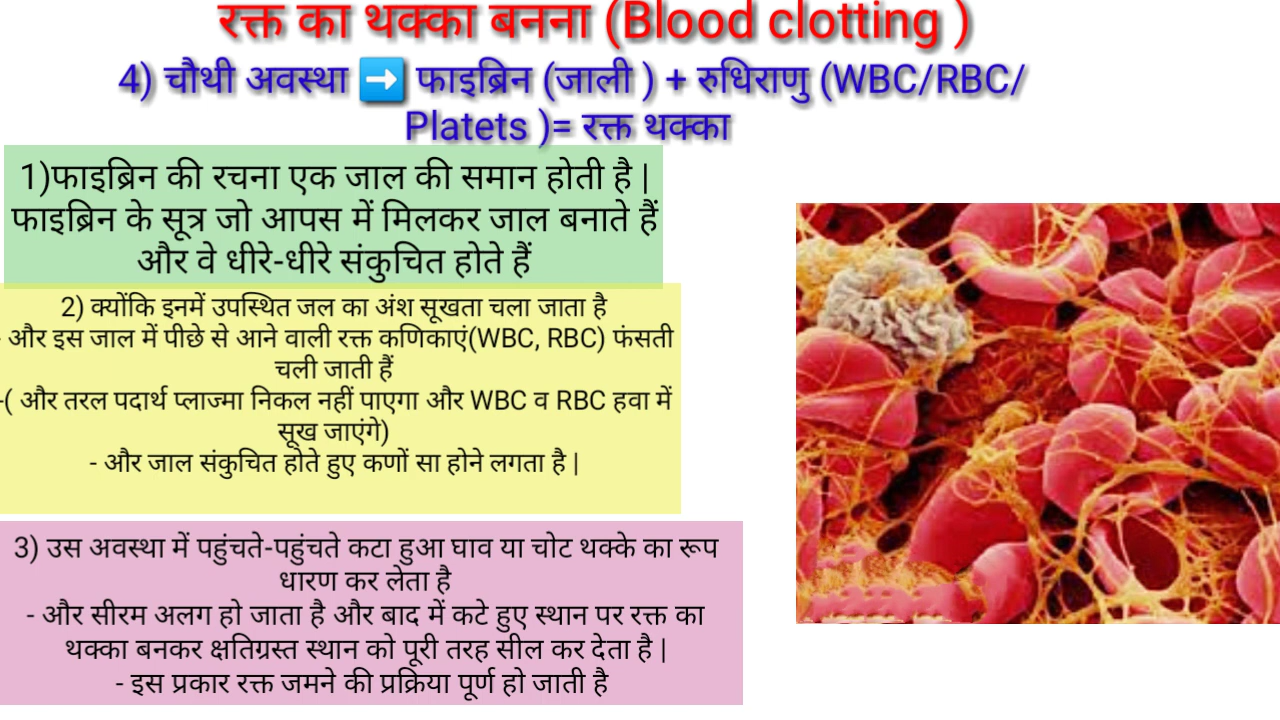 रक्त का थक्का बनना (Blood clotting )
4) चौथी अवस्था ➡️ फाइब्रिन (जाली ) + रुधिराणु (WBC/RBC/
Platets )= रक्त थक्का
1)फाइब्रिन की रचना एक जाल की समान होती है |
फाइब्रिन के सूत्र जो आपस में मिलकर जाल बनाते हैं
और वे धीरे-धीरे संकुचित होते हैं
2) क्योंकि इनमें उपस्थित जल का अंश सूखता चला जाता है
- और इस जाल में पीछे से आने वाली रक्त कणिकाएं(WBC, RBC) फंसती
चली जाती हैं
-( और तरल पदार्थ प्लाज्मा निकल नहीं पाएगा और WBC व RBC हवा में
सूख जाएंगे)
- और जाल संकुचित होते हुए कणों सा होने लगता है |
3) उस अवस्था में पहुंचते-पहुंचते कटा हुआ घाव या चोट थक्के का रूप
धारण कर लेता है
- और सीरम अलग हो जाता है और बाद में कटे हुए स्थान पर रक्त का
थक्का बनकर क्षतिग्रस्त स्थान को पूरी तरह सील कर देता है |
- इस प्रकार रक्त जमने की प्रक्रिया पूर्ण हो जाती है